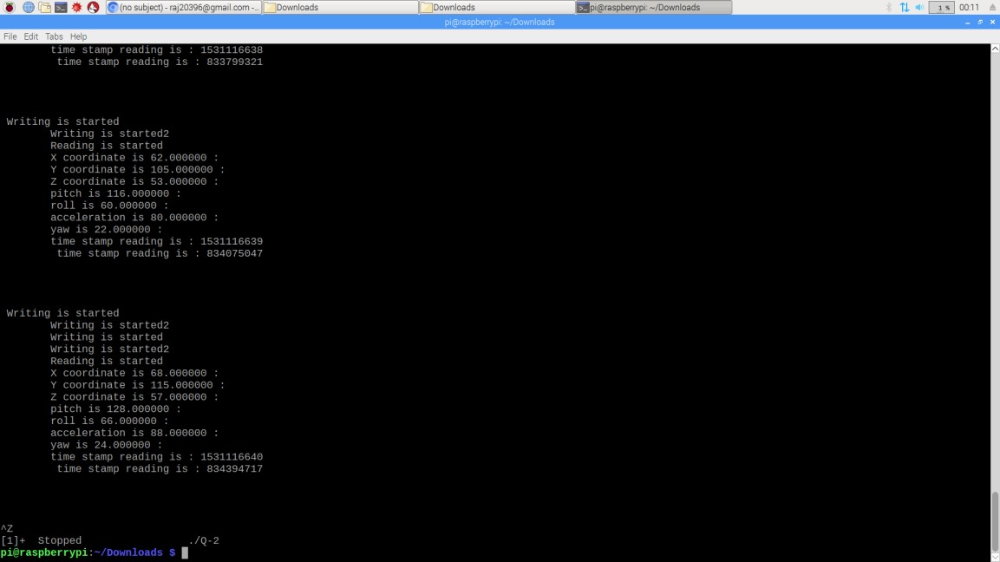 (no subject) - raj20396@gmail.com -... Downloads Downloads pi@raspberrypi: ~/Downloads 1 % 00:11
pi@raspberrypi: ~/Downloads
File Edit Tabs Help
time stamp reading is : 1531116638
time stamp reading is : 833799321
Writing is started
Writing is started2
Reading is started
X coordinate is 62.000000 :
Y coordinate is 105.000000 :
Z coordinate is 53.000000 :
pitch is 116.000000 :
roll is 60.000000 :
acceleration is 80.000000 :
yaw is 22.000000 :
time stamp reading is : 1531116639
time stamp reading is : 834075047
Writing is started
Writing is started2
Writing is started
Writing is started2
Reading is started
X coordinate is 68.000000 :
Y coordinate is 115.000000 :
Z coordinate is 57.000000 :
pitch is 128.000000 :
roll is 66.000000 :
acceleration is 88.000000 :
yaw is 24.000000 :
time stamp reading is : 1531116640
time stamp reading is : 834394717
^Z
[1]+ Stopped ./Q-2
pi@raspberrypi:~/Downloads $